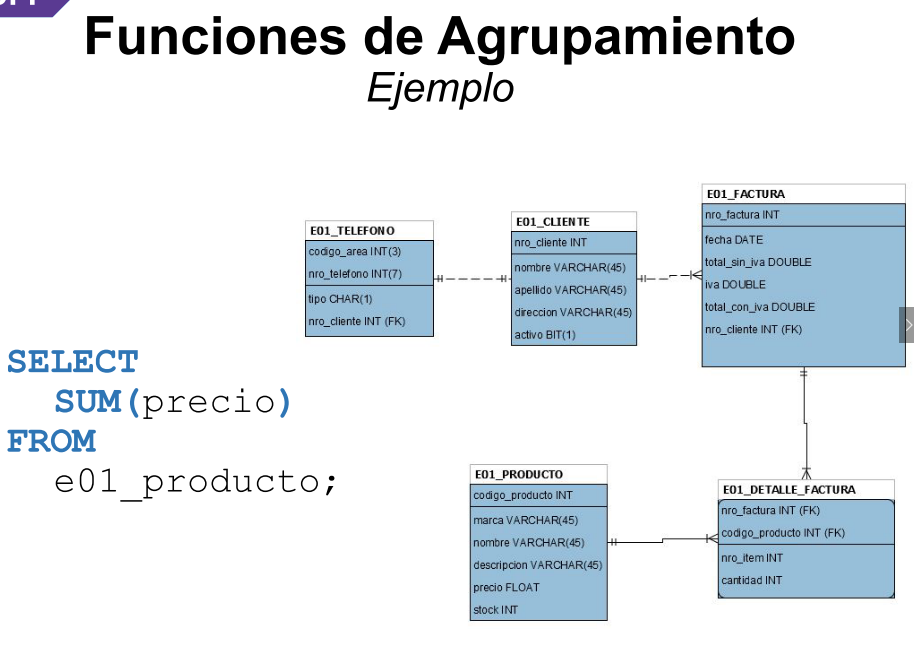 Funciones de Agrupamiento
Ejemplo
E01_TELEFONO
codigo_area INT(3)
nro_telefono INT(7)
tipo CHAR(1)
nro_cliente INT (FK)
E01_CLIENTE
nro_cliente INT
nombre VARCHAR(45)
apellido VARCHAR(45)
direccion VARCHAR(45)
activo BIT(1)
E01_FACTURA
nro_factura INT
fecha DATE
total_sin_iva DOUBLE
iva DOUBLE
total_con_iva DOUBLE
nro_cliente INT (FK)
SELECT
SUM(precio)
FROM
e01_producto;
E01_PRODUCTO
codigo_producto INT
marca VARCHAR(45)
nombre VARCHAR(45)
descripcion VARCHAR(45)
precio FLOAT
stock INT
E01_DETALLE_FACTURA
nro_factura INT (FK)
codigo_producto INT (FK)
nro_item INT
cantidad INT